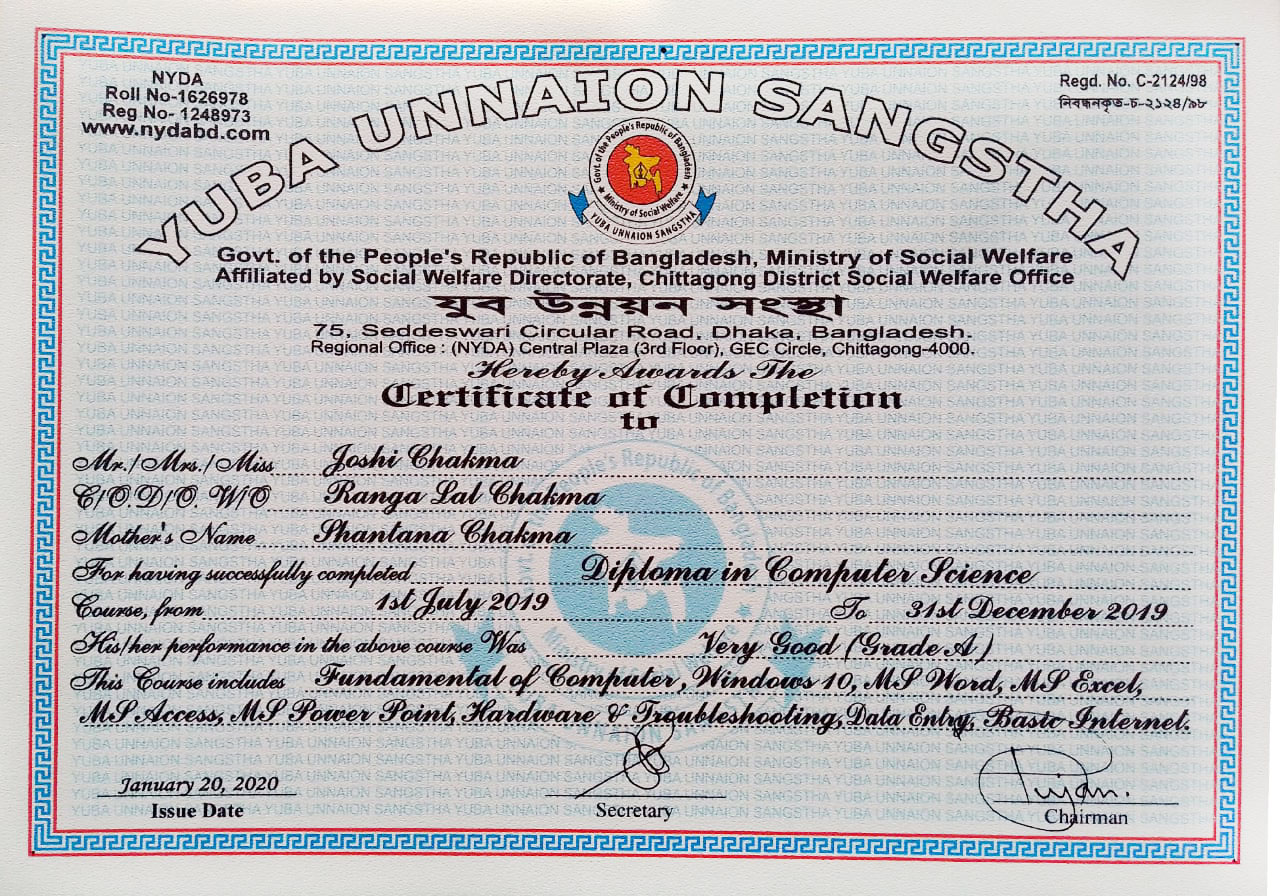 NYDA
Roll No-1626978
Reg No- 1248973
www.nydabd.com
Regd. No. C-2124/98
নিবন্ধনকৃত-চ-২১২৪/৯৮
YUBA UNNAION SANGSTHA
Govt. of the People's Republic of Bangladesh
Ministry of Social Welfare
YUBA UNNAION SANGSTHA
Govt. of the People's Republic of Bangladesh, Ministry of Social Welfare
Affiliated by Social Welfare Directorate, Chittagong District Social Welfare Office
যুব উন্নয়ন সংস্থা
75, Seddeswari Circular Road, Dhaka, Bangladesh.
Regional Office : (NYDA) Central Plaza (3rd Floor), GEC Circle, Chittagong-4000.
Hereby Awards The
Certificate of Completion
to
Mr./Mrs./Miss Joshi Chakma
C/O. D/O. W/O Ranga Lal Chakma
Mother's Name Shantana Chakma
For having successfully completed Diploma in Computer Science
Course, from 1st July 2019 To 31st December 2019
His/her performance in the above course Was Very Good (Grade A)
This Course includes Fundamental of Computer, Windows 10, MS Word, MS Excel,
MS Access, MS Power Point, Hardware & Troubleshooting, Data Entry, Basic Internet.
January 20, 2020
Issue Date
Secretary
Chairman